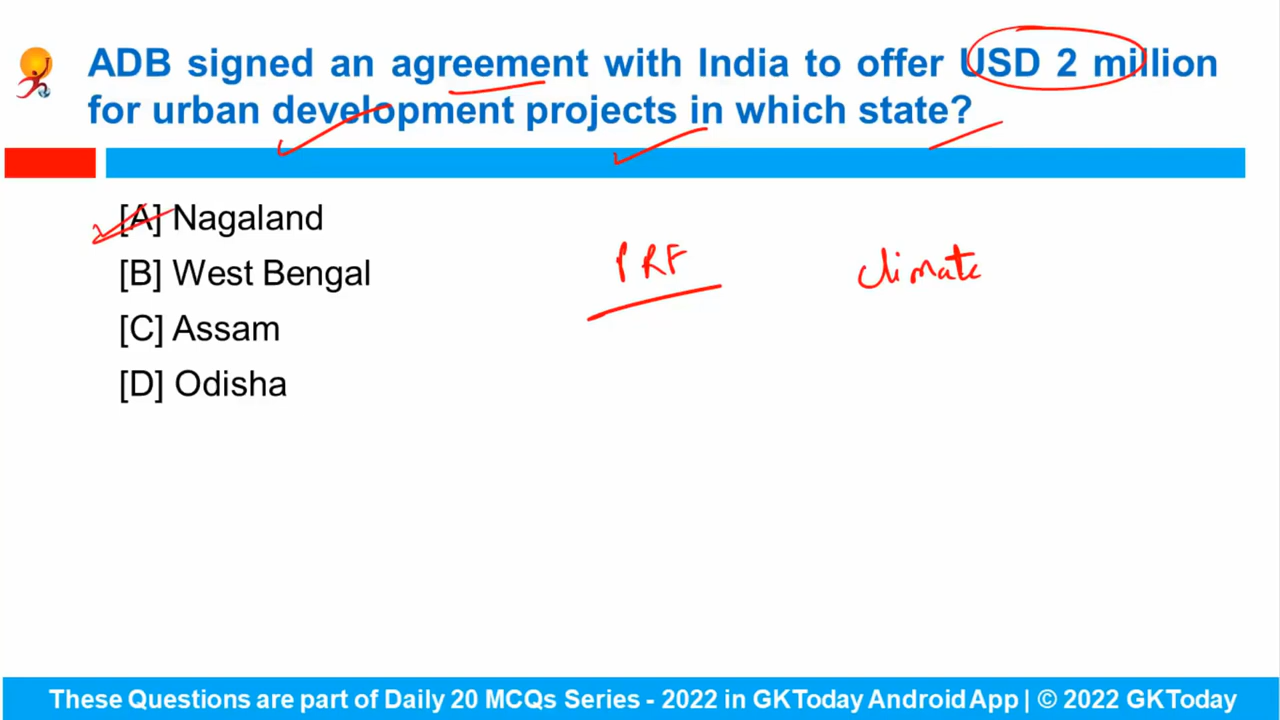 ADB signed an agreement with India to offer USD 2 million
for urban development projects in which state?
[A] Nagaland
[B] West Bengal
[C] Assam
[D] Odisha
PRF
climate
These Questions are part of Daily 20 MCQs Series - 2022 in GKToday Android App | © 2022 GKToday